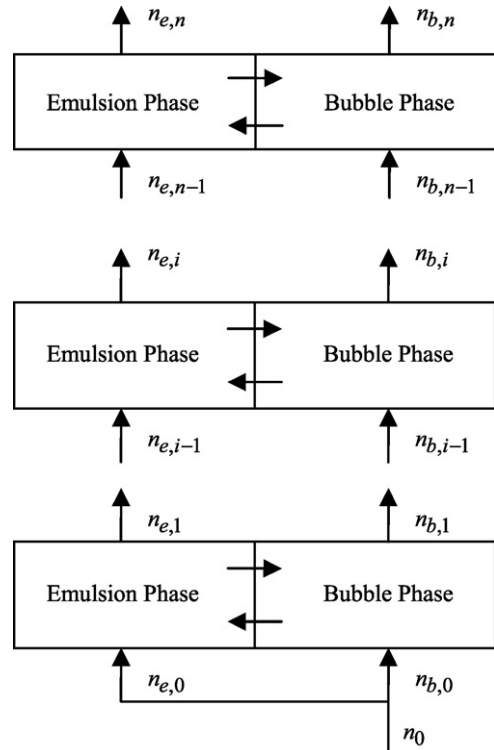 n_{e,n} n_{b,n}
Emulsion Phase Bubble Phase
n_{e,n−1} n_{b,n−1}
n_{e,i} n_{b,i}
Emulsion Phase Bubble Phase
n_{e,i−1} n_{b,i−1}
n_{e,1} n_{b,1}
Emulsion Phase Bubble Phase
n_{e,0} n_{b,0}
n_0